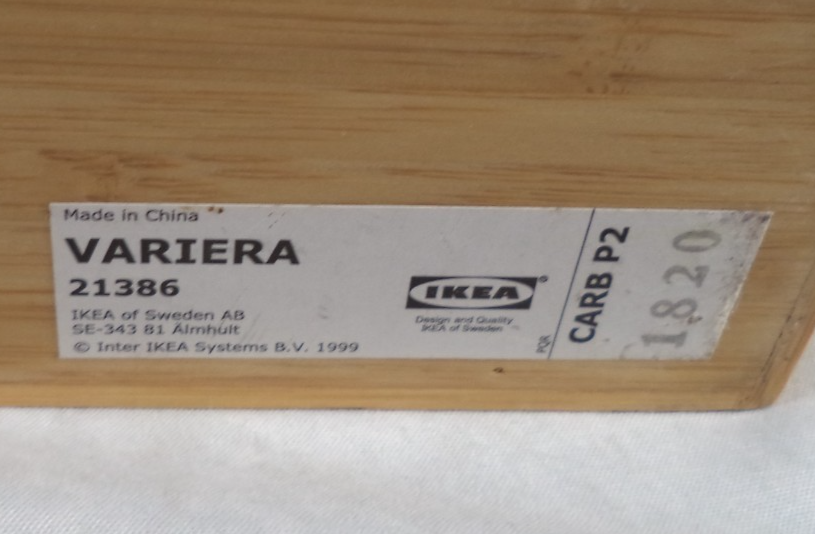 Made in China
VARIERA
21386
IKEA of Sweden AB
SE-343 81 Älmhult
© Inter IKEA Systems B.V. 1999
IKEA®
Design and Quality
IKEA of Sweden
PQR
CARB P2
1820